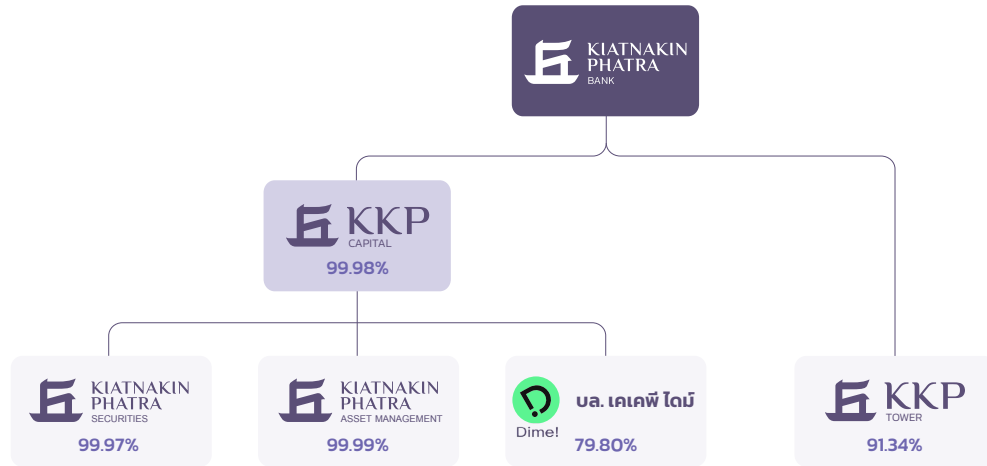 KIATNAKIN
PHATRA
BANK
KKP
CAPITAL
99.98%
KIATNAKIN
PHATRA
SECURITIES
99.97%
KIATNAKIN
PHATRA
ASSET MANAGEMENT
99.99%
Dime!
บล. เคเคพี ไดม์
79.80%
KKP
TOWER
91.34%